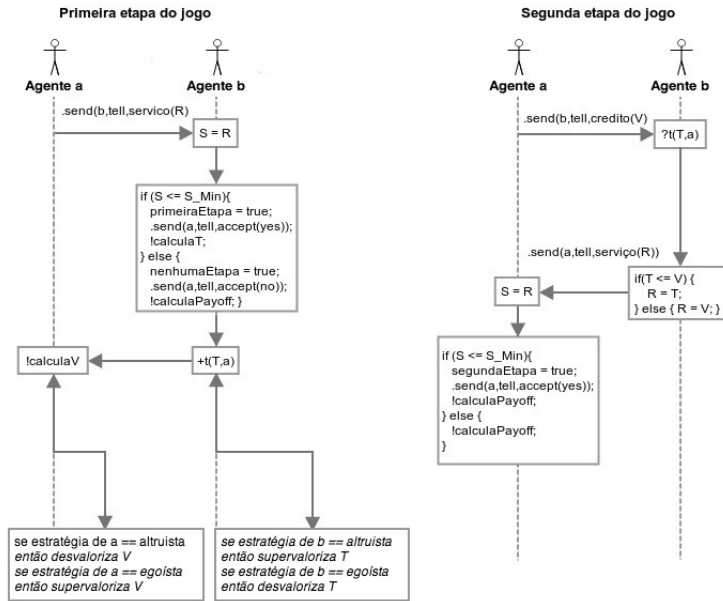 Primeira etapa do jogo
Agente a
Agente b
.send(b,tell,servico(R)
S = R
if (S <= S_Min){
primeiraEtapa = true;
.send(a,tell,accept(yes));
!calculaT;
} else {
nenhumaEtapa = true;
.send(a,tell,accept(no));
!calculaPayoff; }
!calculaV
+t(T,a)
se estratégia de a == altruista
então desvaloriza V
se estratégia de a == egoísta
então supervaloriza V
se estratégia de b == altruista
então supervaloriza T
se estratégia de b == egoísta
então desvaloriza T
Segunda etapa do jogo
Agente a
Agente b
.send(b,tell,credito(V)
?t(T,a)
.send(a,tell,serviço(R))
if(T <= V) {
R = T;
} else { R = V; }
S = R
if (S <= S_Min){
segundaEtapa = true;
.send(a,tell,accept(yes));
!calculaPayoff;
} else {
!calculaPayoff;
}